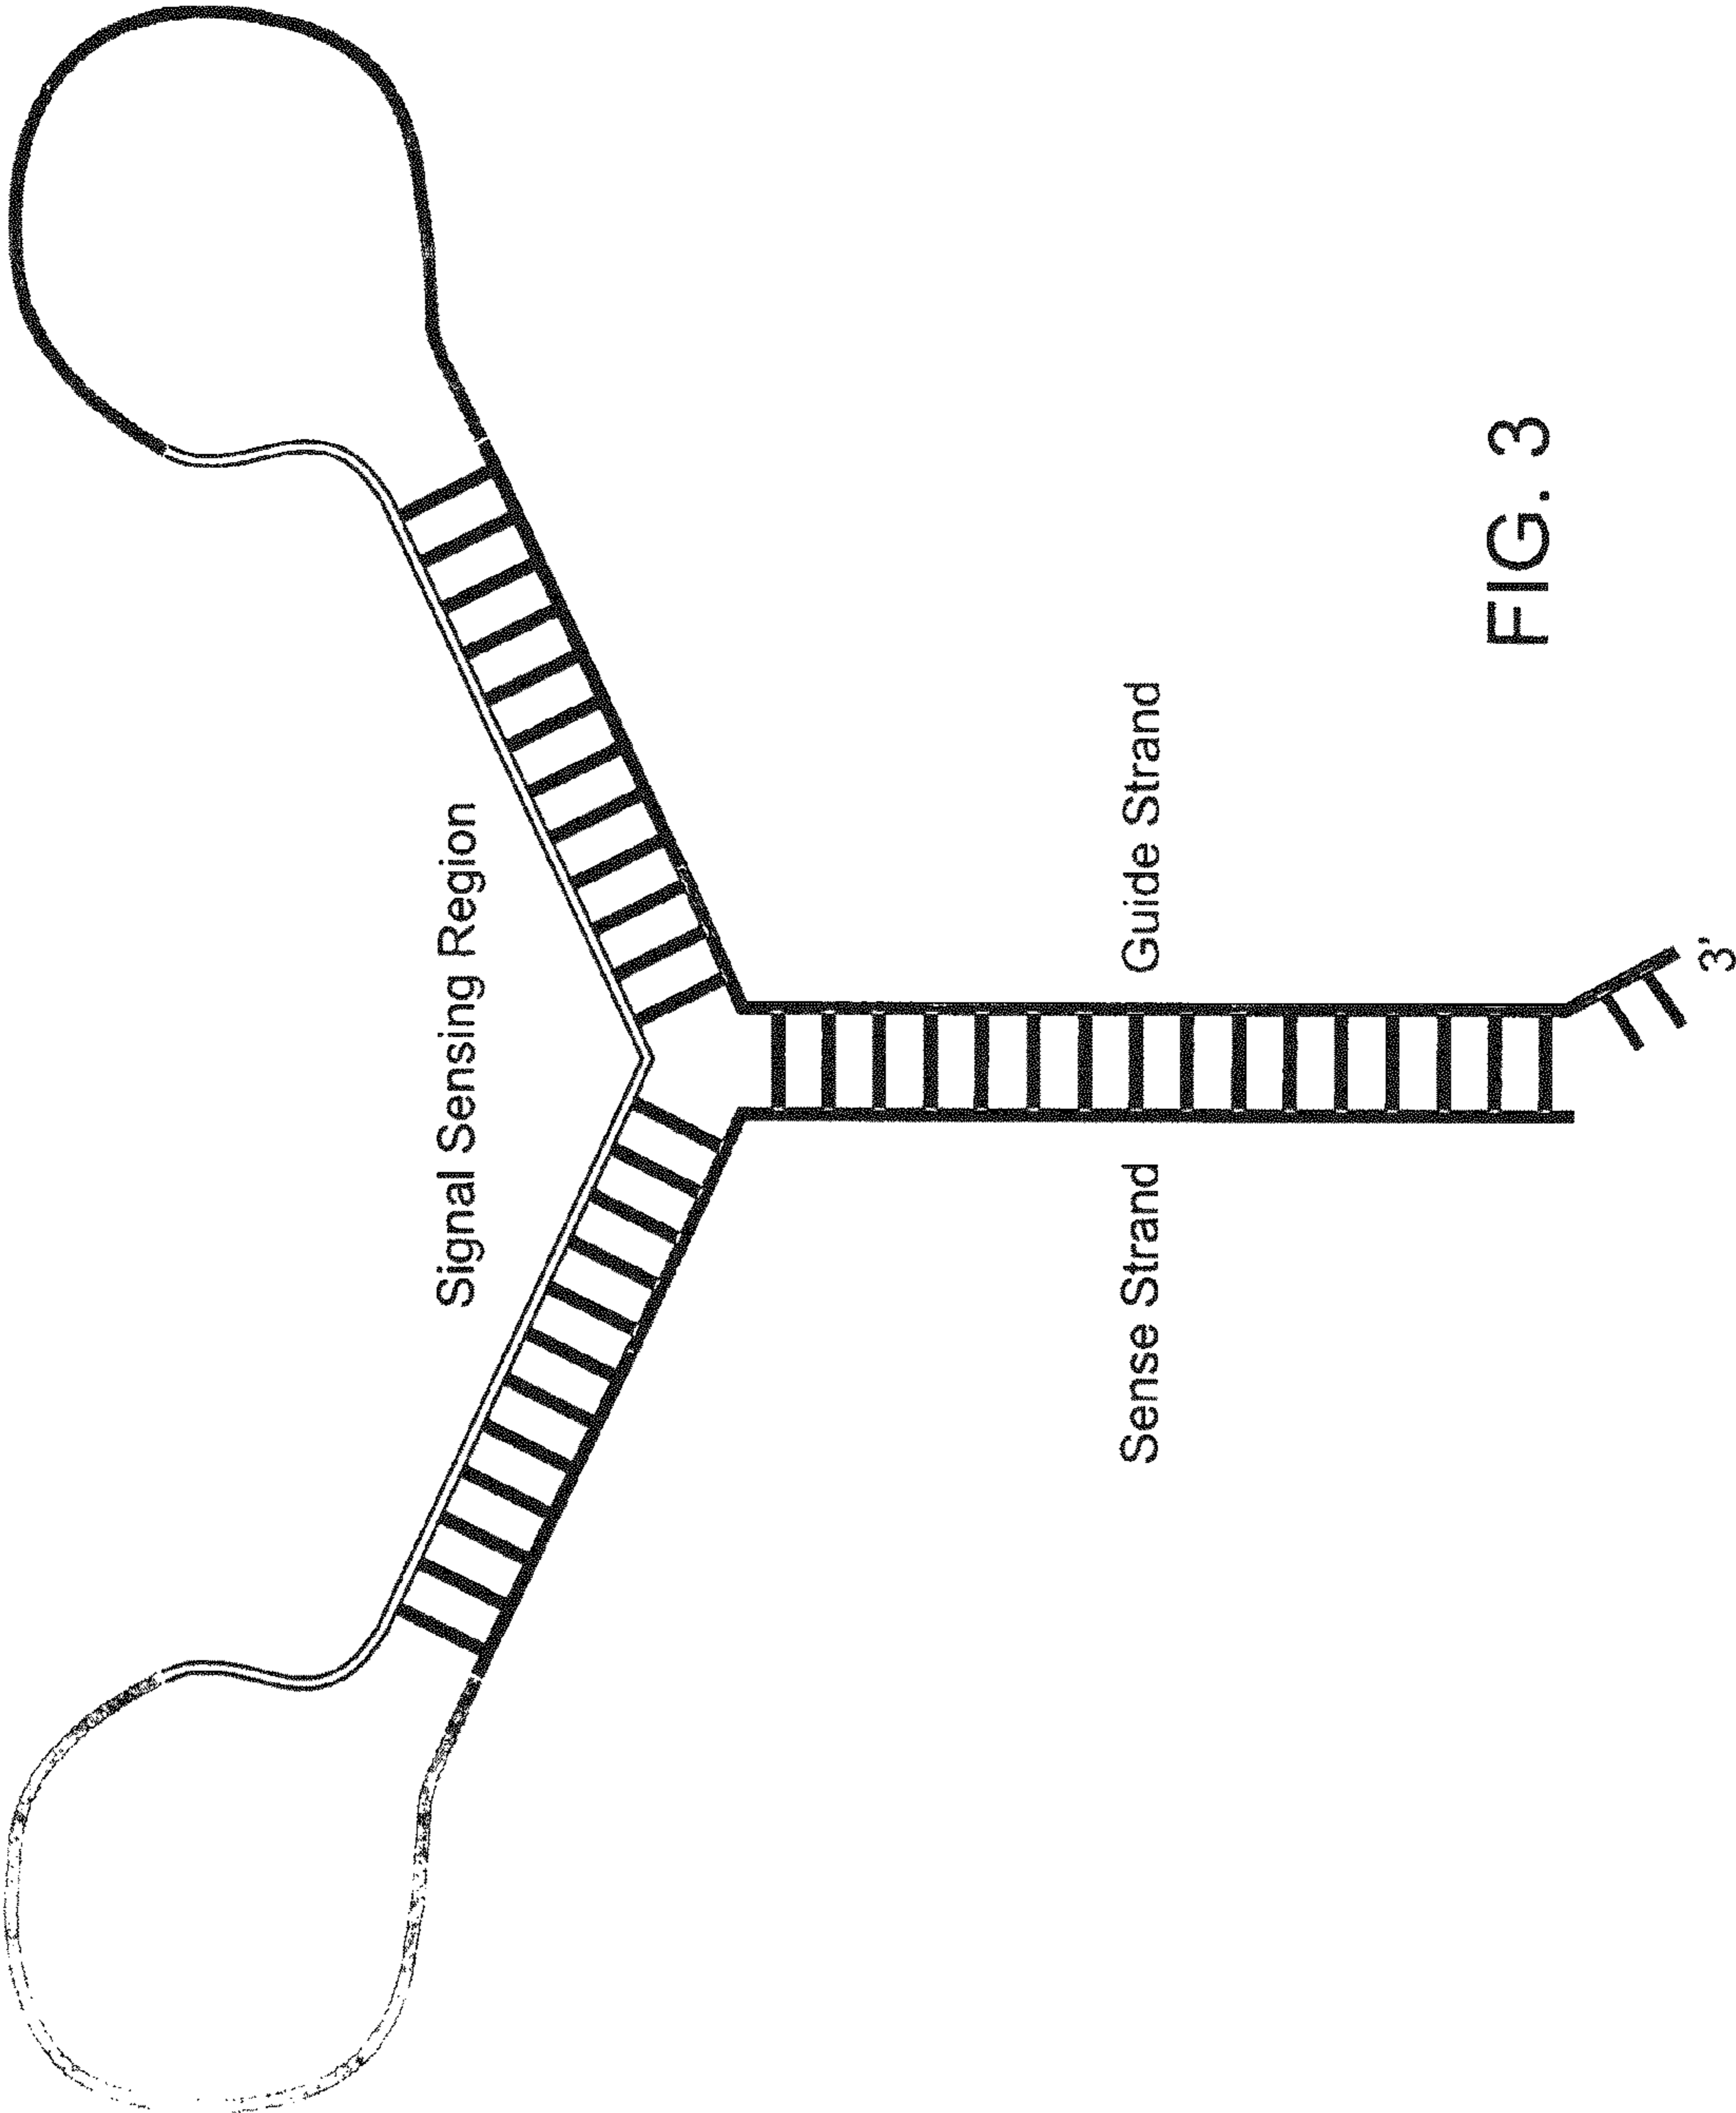 Signal Sensing Region
Sense Strand
Guide Strand
3'
FIG. 3